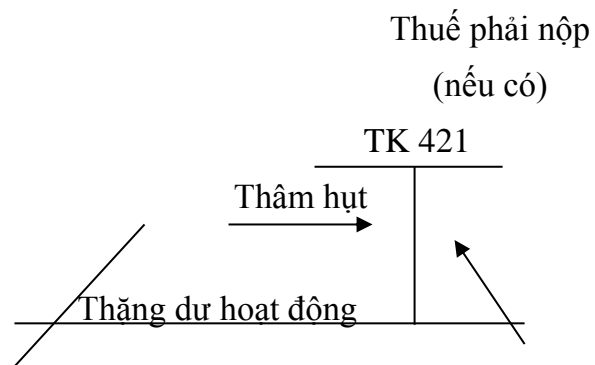 Thuế phải nộp
(nếu có)
TK 421
Thâm hụt
Thặng dư hoạt động